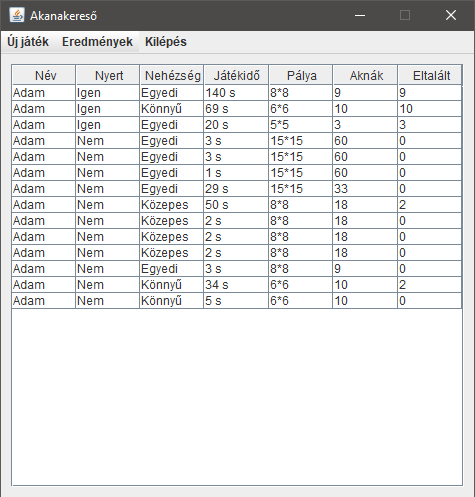 Akanakereső
Új játék Eredmények Kilépés
Név Nyert Nehézség Játékidő Pálya Aknák Eltalált
Adam Igen Egyedi 140 s 8*8 9 9
Adam Igen Könnyű 69 s 6*6 10 10
Adam Igen Egyedi 20 s 5*5 3 3
Adam Nem Egyedi 3 s 15*15 60 0
Adam Nem Egyedi 3 s 15*15 60 0
Adam Nem Egyedi 1 s 15*15 60 0
Adam Nem Egyedi 29 s 15*15 33 0
Adam Nem Közepes 50 s 8*8 18 2
Adam Nem Közepes 2 s 8*8 18 0
Adam Nem Közepes 2 s 8*8 18 0
Adam Nem Közepes 2 s 8*8 18 0
Adam Nem Egyedi 3 s 8*8 9 0
Adam Nem Könnyű 34 s 6*6 10 2
Adam Nem Könnyű 5 s 6*6 10 0